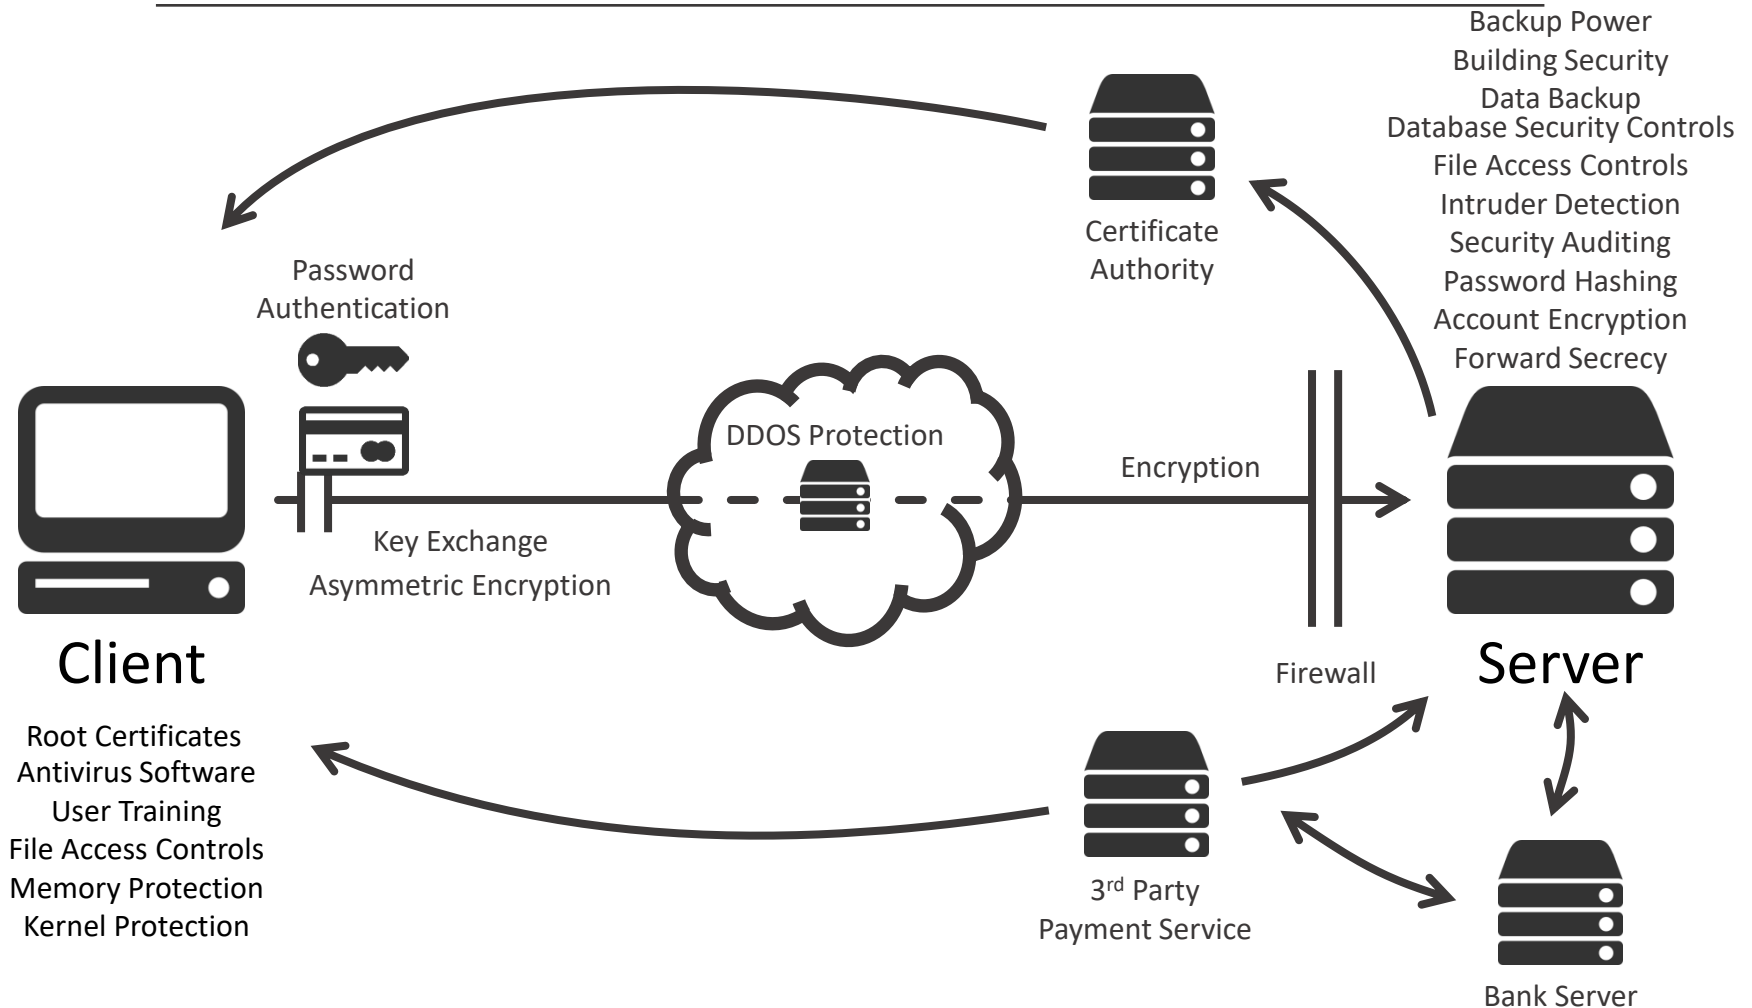 Backup Power
Building Security
Data Backup
Database Security Controls
File Access Controls
Intruder Detection
Security Auditing
Password Hashing
Account Encryption
Forward Secrecy
Certificate
Authority
Password
Authentication
DDOS Protection
Encryption
Key Exchange
Asymmetric Encryption
Client
Firewall
Server
Root Certificates
Antivirus Software
User Training
File Access Controls
Memory Protection
Kernel Protection
3rd Party
Payment Service
Bank Server